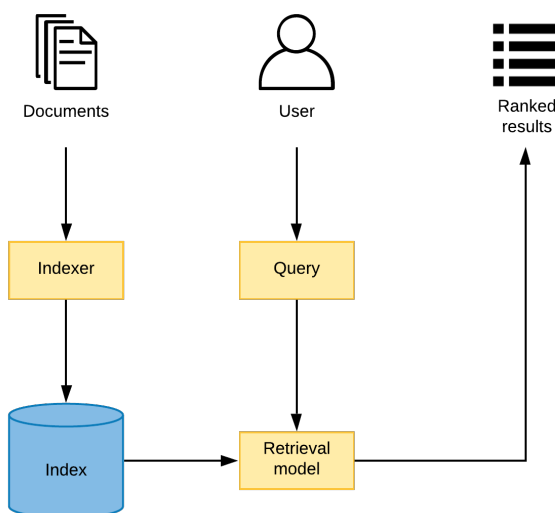 Documents
User
Ranked
results
Indexer
Query
Index
Retrieval
model